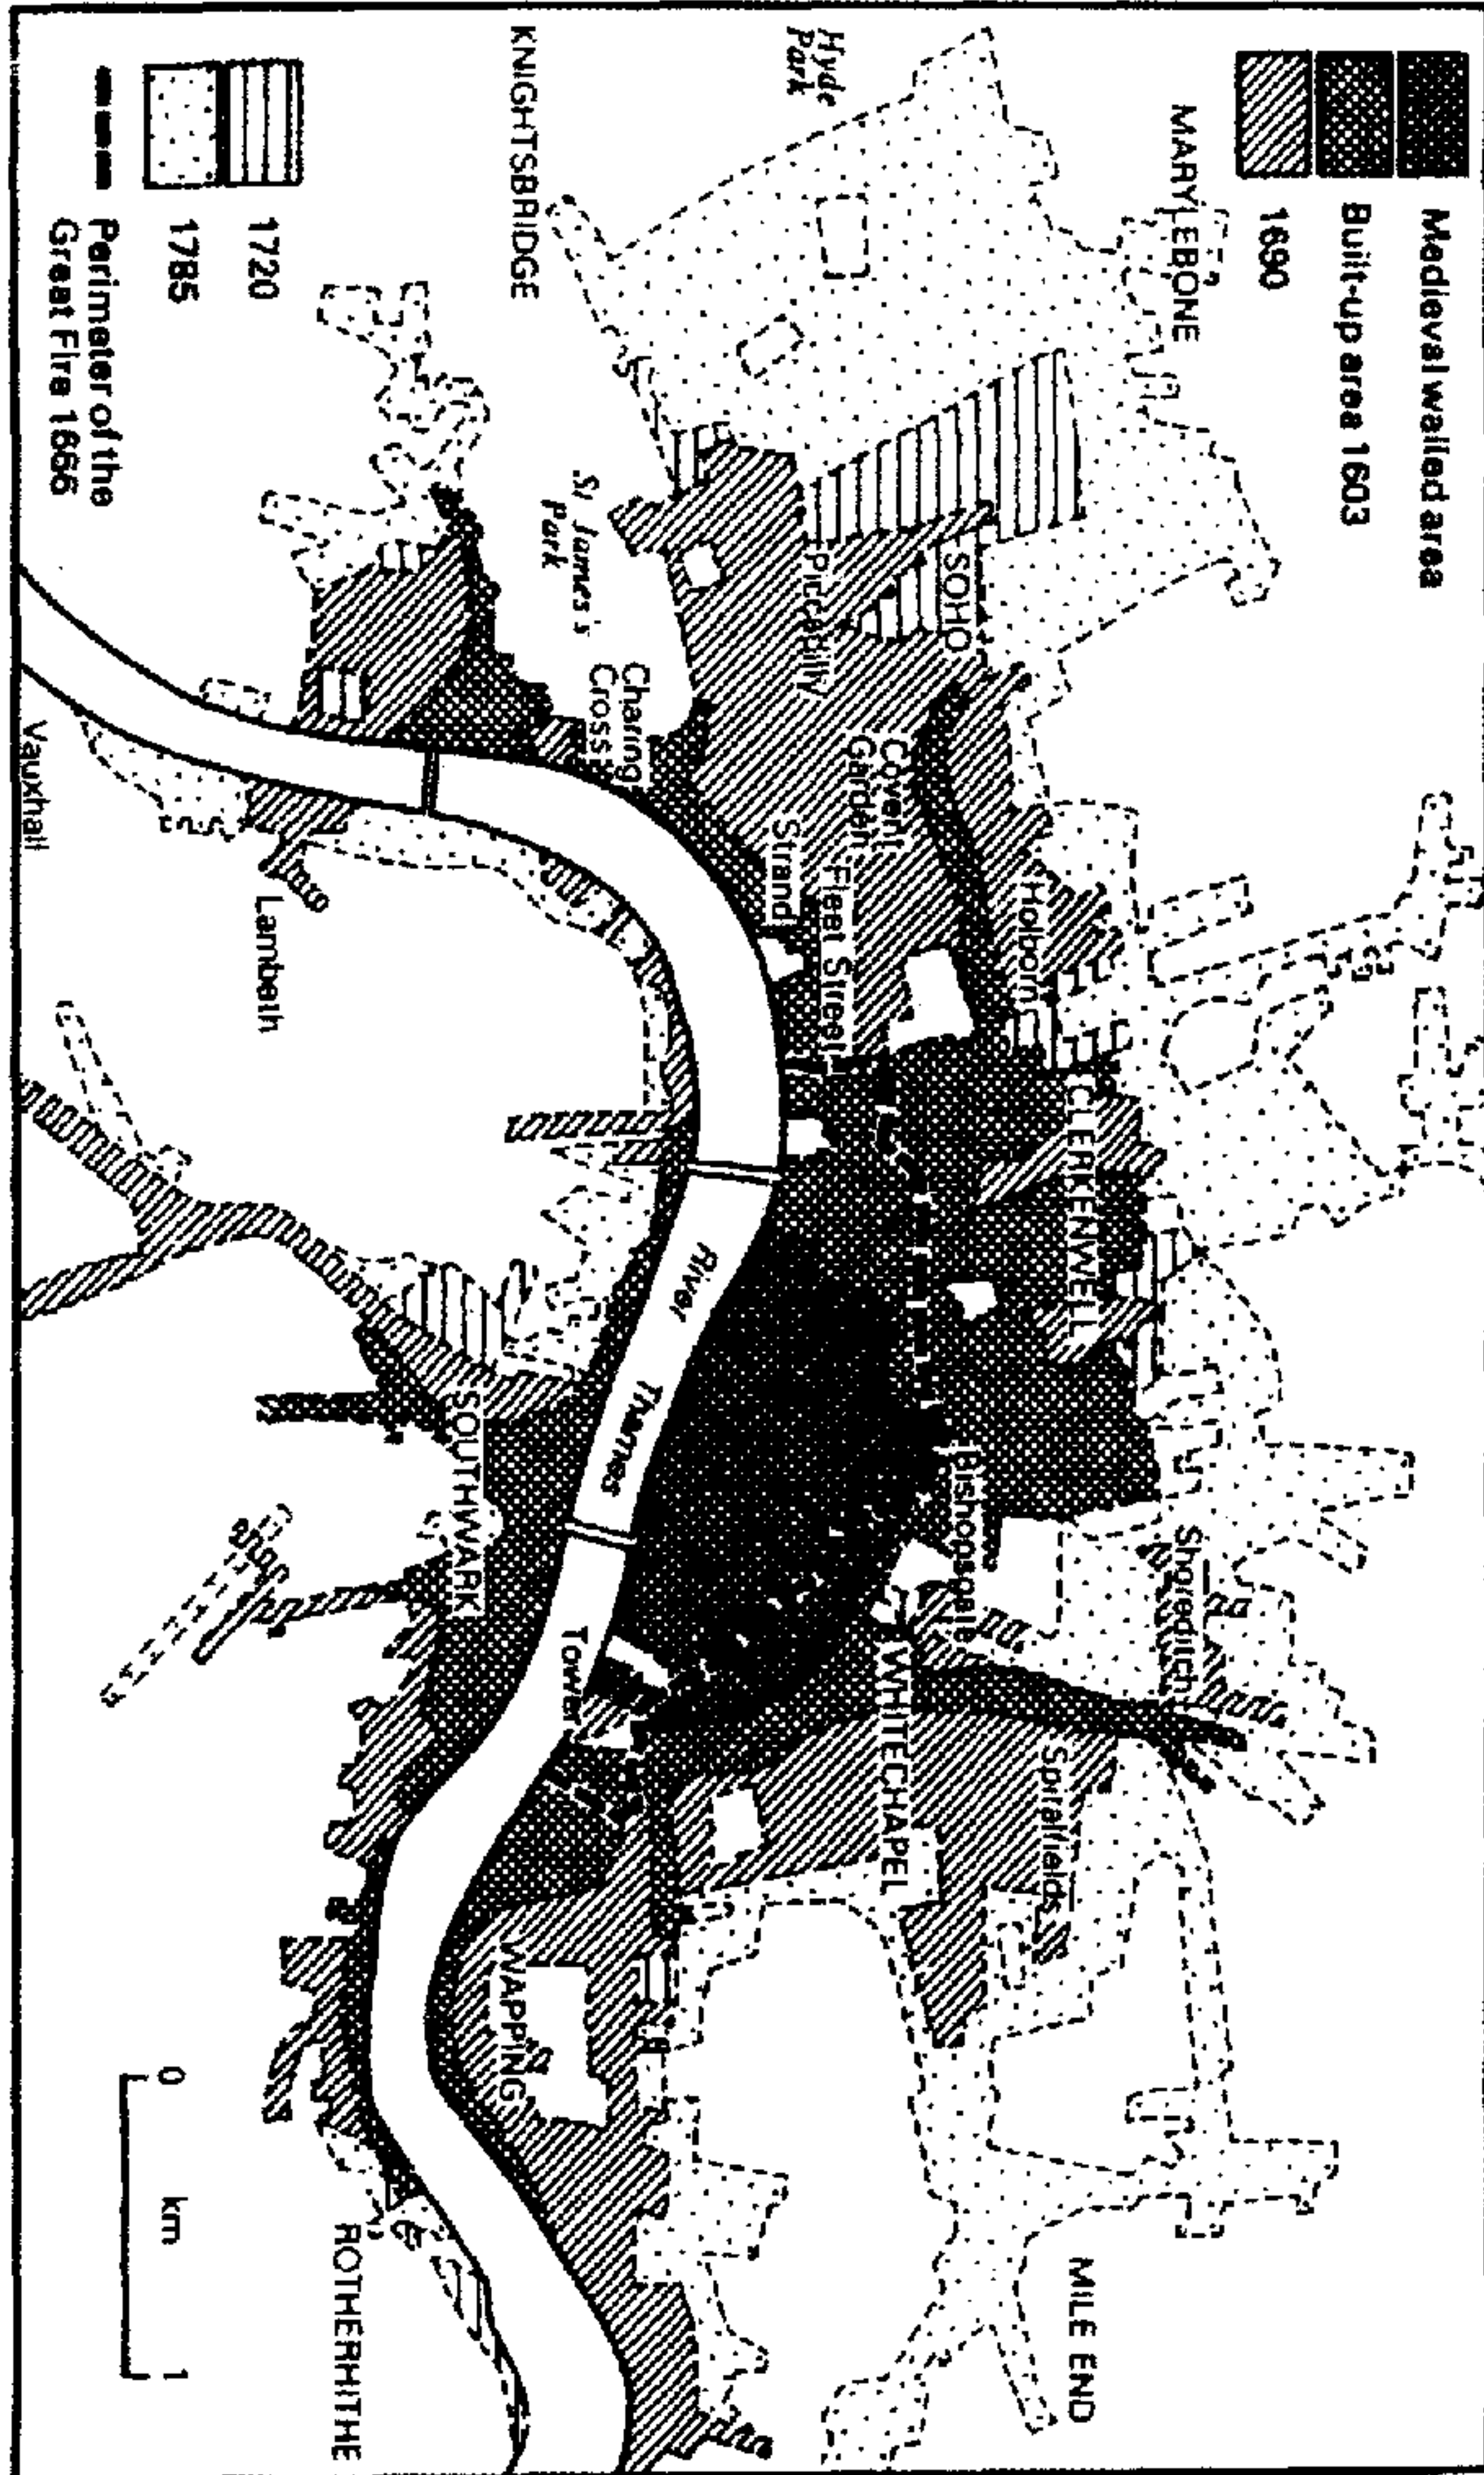 Medieval walled area
Built-up area 1603
1690
MARYLEBONE
Hyde
Park
KNIGHTSBRIDGE
1720
1785
Perimeter of the
Great Fire 1666
SOHO
Piccadilly
St James's
Park
Charing
Cross
Covent
Garden
Strand
Fleet Street
Holborn
CLERKENWELL
Vauxhall
Lambeth
River Thames
SOUTHWARK
Bishopsgate
Shoreditch
Tower
WHITECHAPEL
Spitalfields
WAPPING
ROTHERHITHE
MILE END
0 km 1